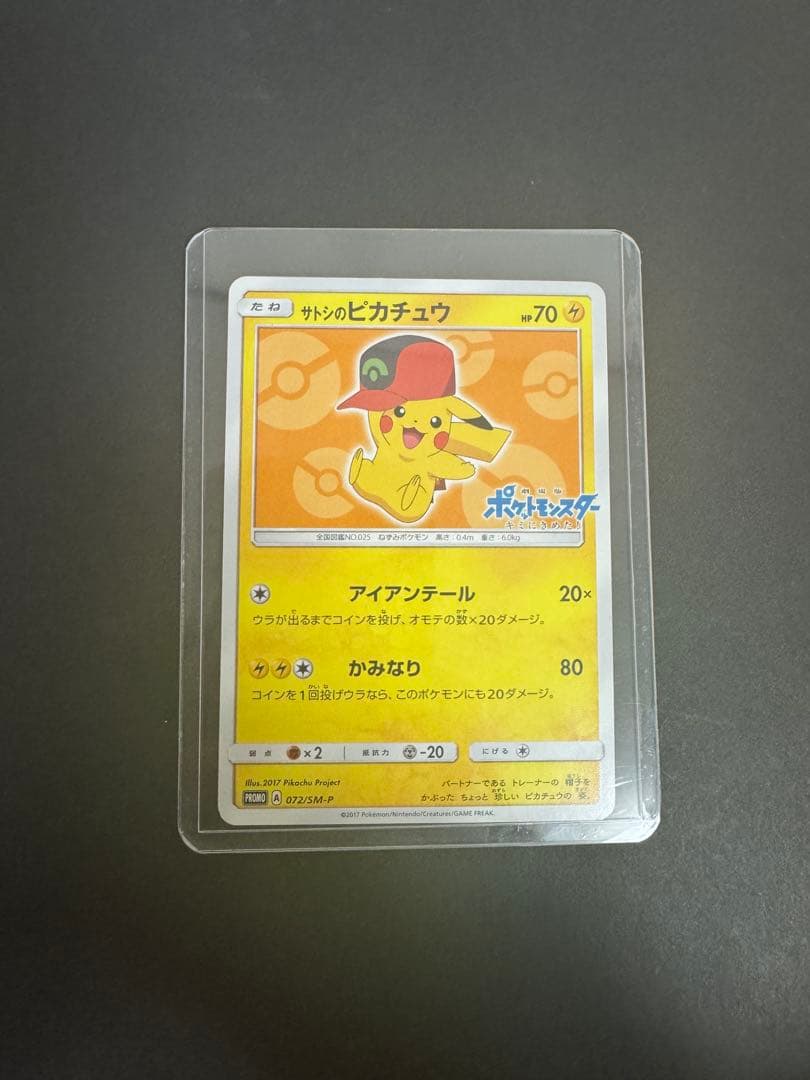 たね サトシのピカチュウ HP70
劇場版
ポケットモンスター
キミにきめた!
全国図鑑NO.025 ねずみポケモン 高さ:0.4m 重さ:6.0kg
アイアンテール 20×
ウラが出るまでコインを投げ、オモテの数×20ダメージ。
かみなり 80
コインを1回投げウラなら、このポケモンにも20ダメージ。
弱点 ×2 抵抗力 -20 にげる
Illus.2017 Pikachu Project
パートナーである トレーナーの 帽子を
かぶった ちょっと 珍しい ピカチュウの 姿。
PROMO A 072/SM-P
©2017 Pokémon/Nintendo/Creatures/GAME FREAK.